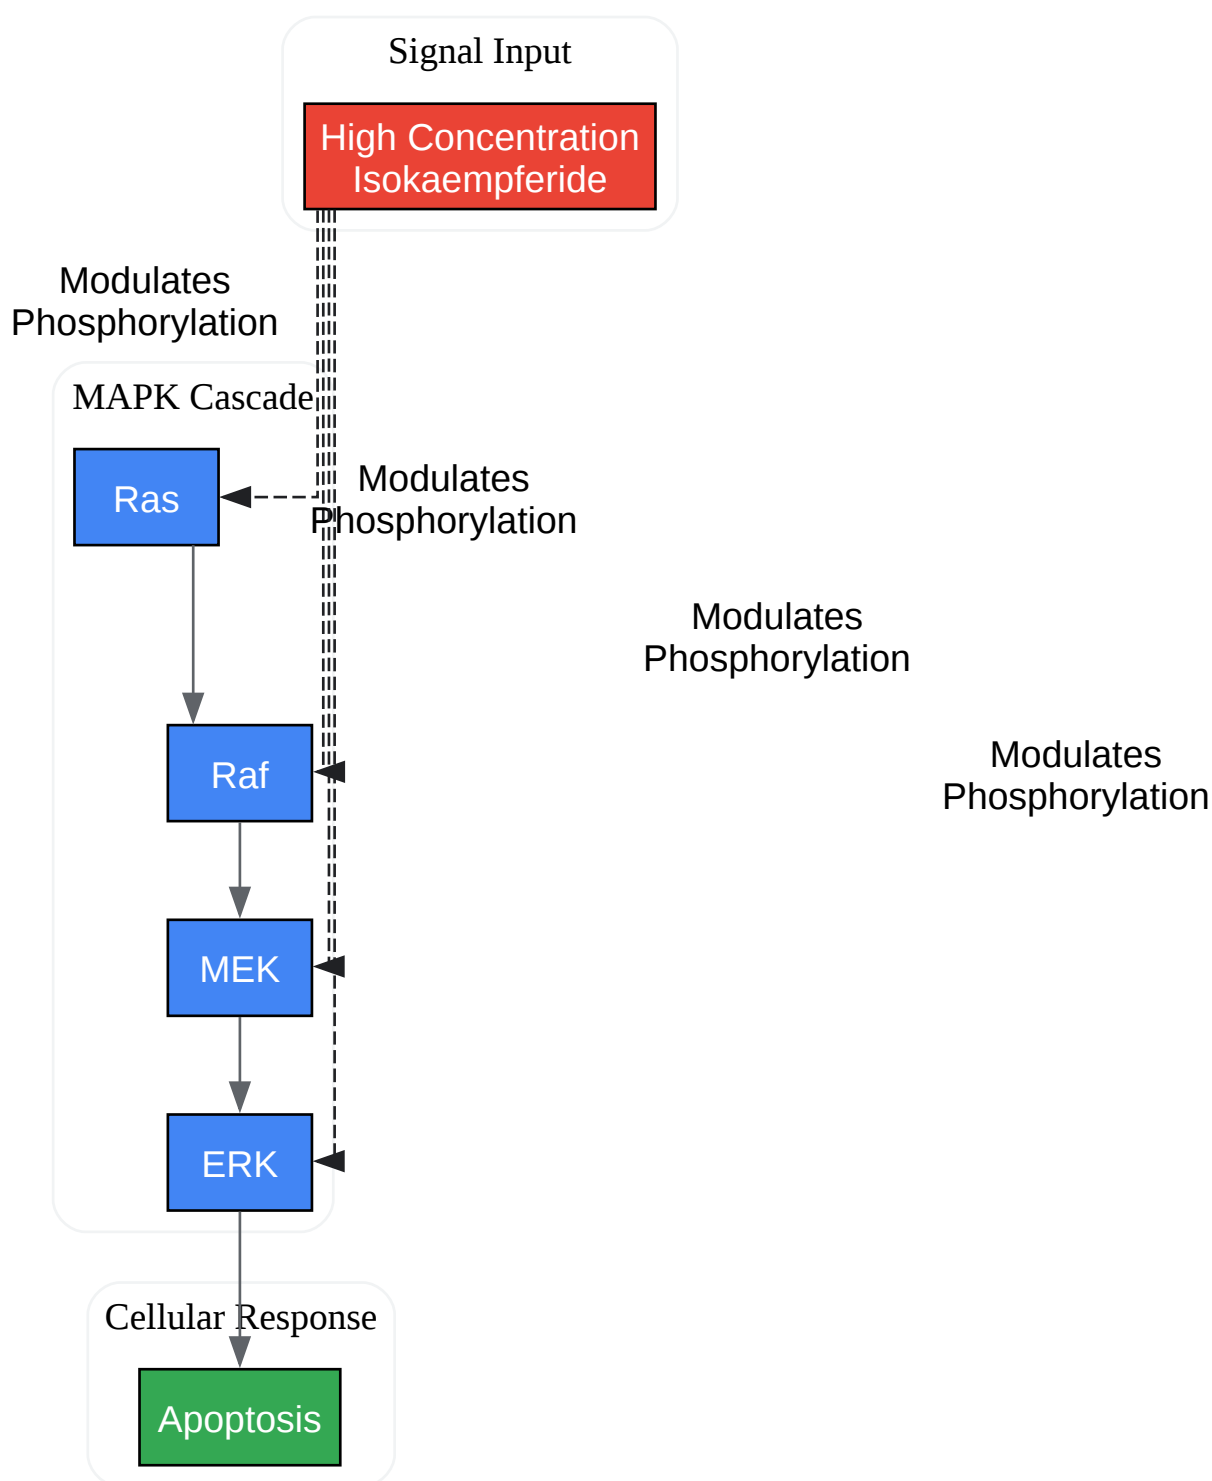 Signal Input
High Concentration
Isokaempferide
Modulates
Phosphorylation
MAPK Cascade
Ras
Modulates
Phosphorylation
Modulates
Phosphorylation
Raf
Modulates
Phosphorylation
MEK
ERK
Cellular Response
Apoptosis